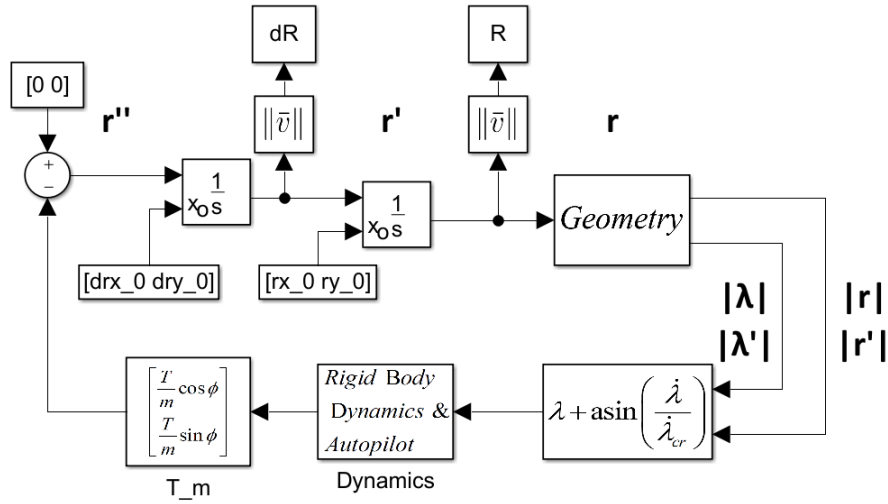 dR
R
[0 0]
r''
‖v̄‖
r'
‖v̄‖
r
+
−
1
x₀ s
1
x₀ s
Geometry
[drx_0 dry_0]
[rx_0 ry_0]
|λ| |r|
|λ'| |r'|
[T/m cos ϕ
T/m sin ϕ]
Rigid Body
Dynamics &
Autopilot
λ + asin(λ̇/λ̇cr)
T_m
Dynamics